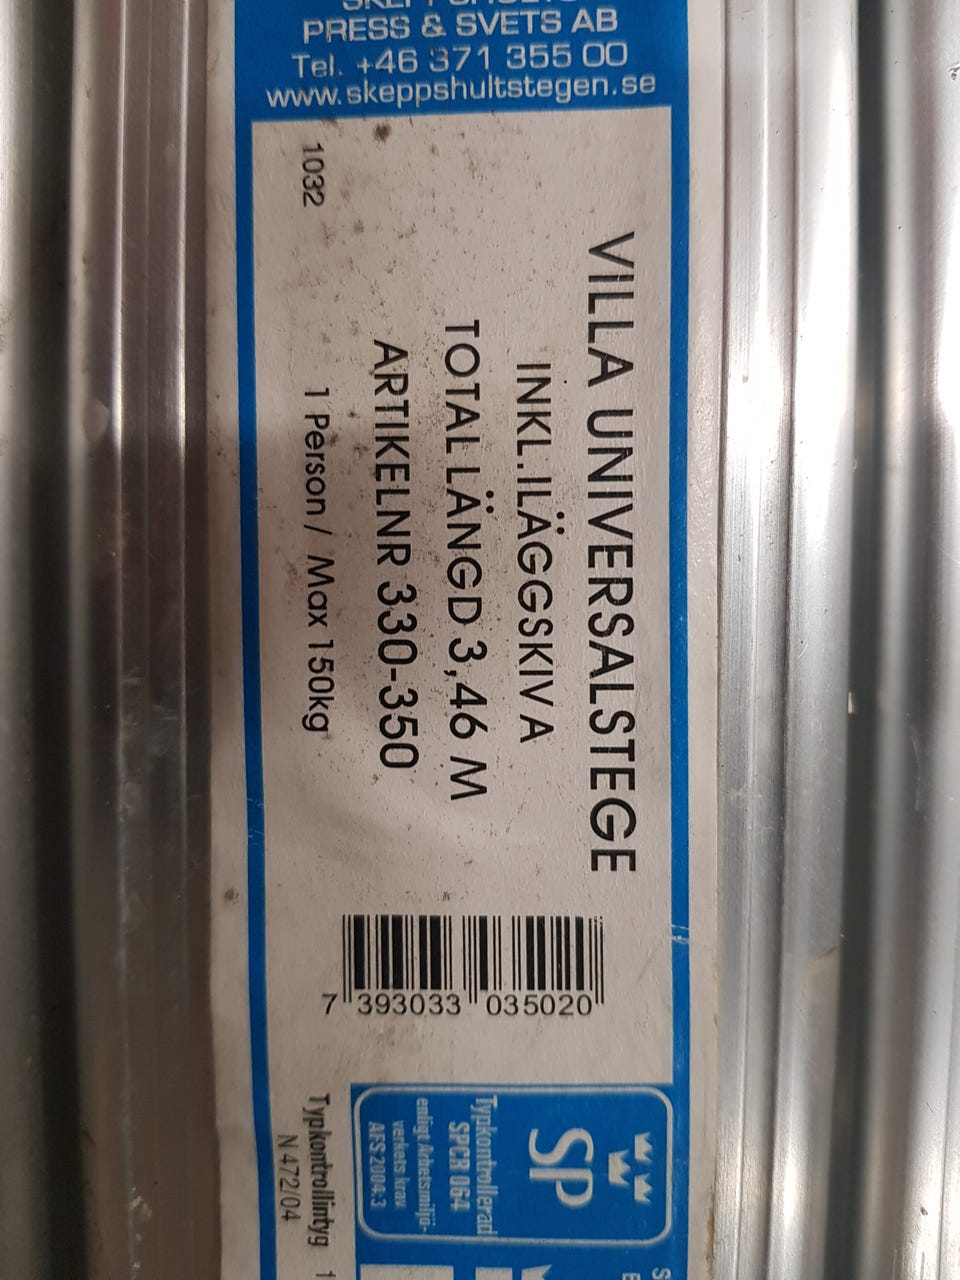 PRESS & SVETS AB
Tel. +46 371 355 00
www.skeppshultstegen.se
VILLA UNIVERSALSTEGE
INKL.ILÄGGSKIVA
TOTAL LÄNGD 3,46 M
ARTIKELNR 330-350
1032 1 Person / Max 150kg
7 393033 035020
SP
Typkontrollerad
SPCR 064
enligt Arbetsmiljö-
verkets krav
AFS 2004:3
Typkontrollintyg
N 472/04